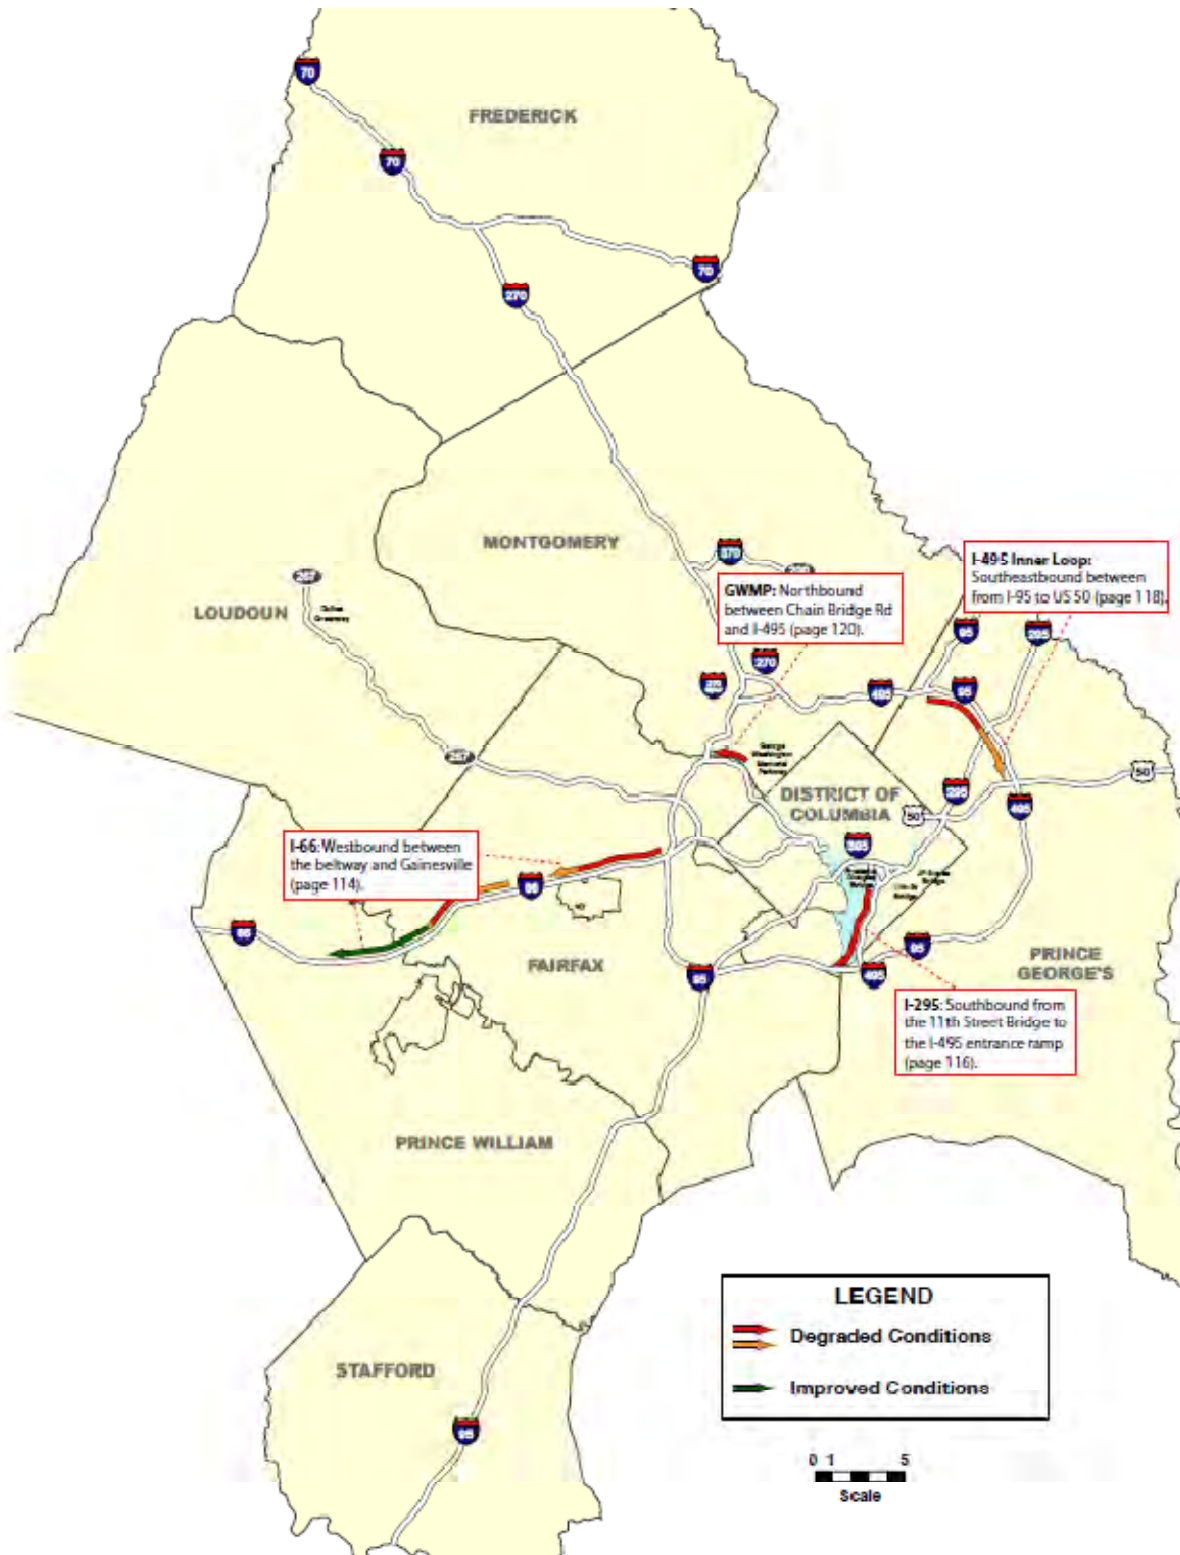 70
FREDERICK
70
70
270
MONTGOMERY
370
I-495 Inner Loop:
Southeastbound between
from I-95 to US 50 (page 118).
267
LOUDOUN
GWMP: Northbound
between Chain Bridge Rd
and I-495 (page 120).
95
295
270
495
95
George
Washington
Memorial
Parkway
267
50
DISTRICT OF
COLUMBIA
295
495
50
I-66: Westbound between
the beltway and Gainesville
(page 114).
395
66
66
FAIRFAX
95
95
495
PRINCE
GEORGE'S
I-295: Southbound from
the 11th Street Bridge to
the I-495 entrance ramp
(page 116).
PRINCE WILLIAM
LEGEND
Degraded Conditions
Improved Conditions
STAFFORD
95
0 1 5
Scale